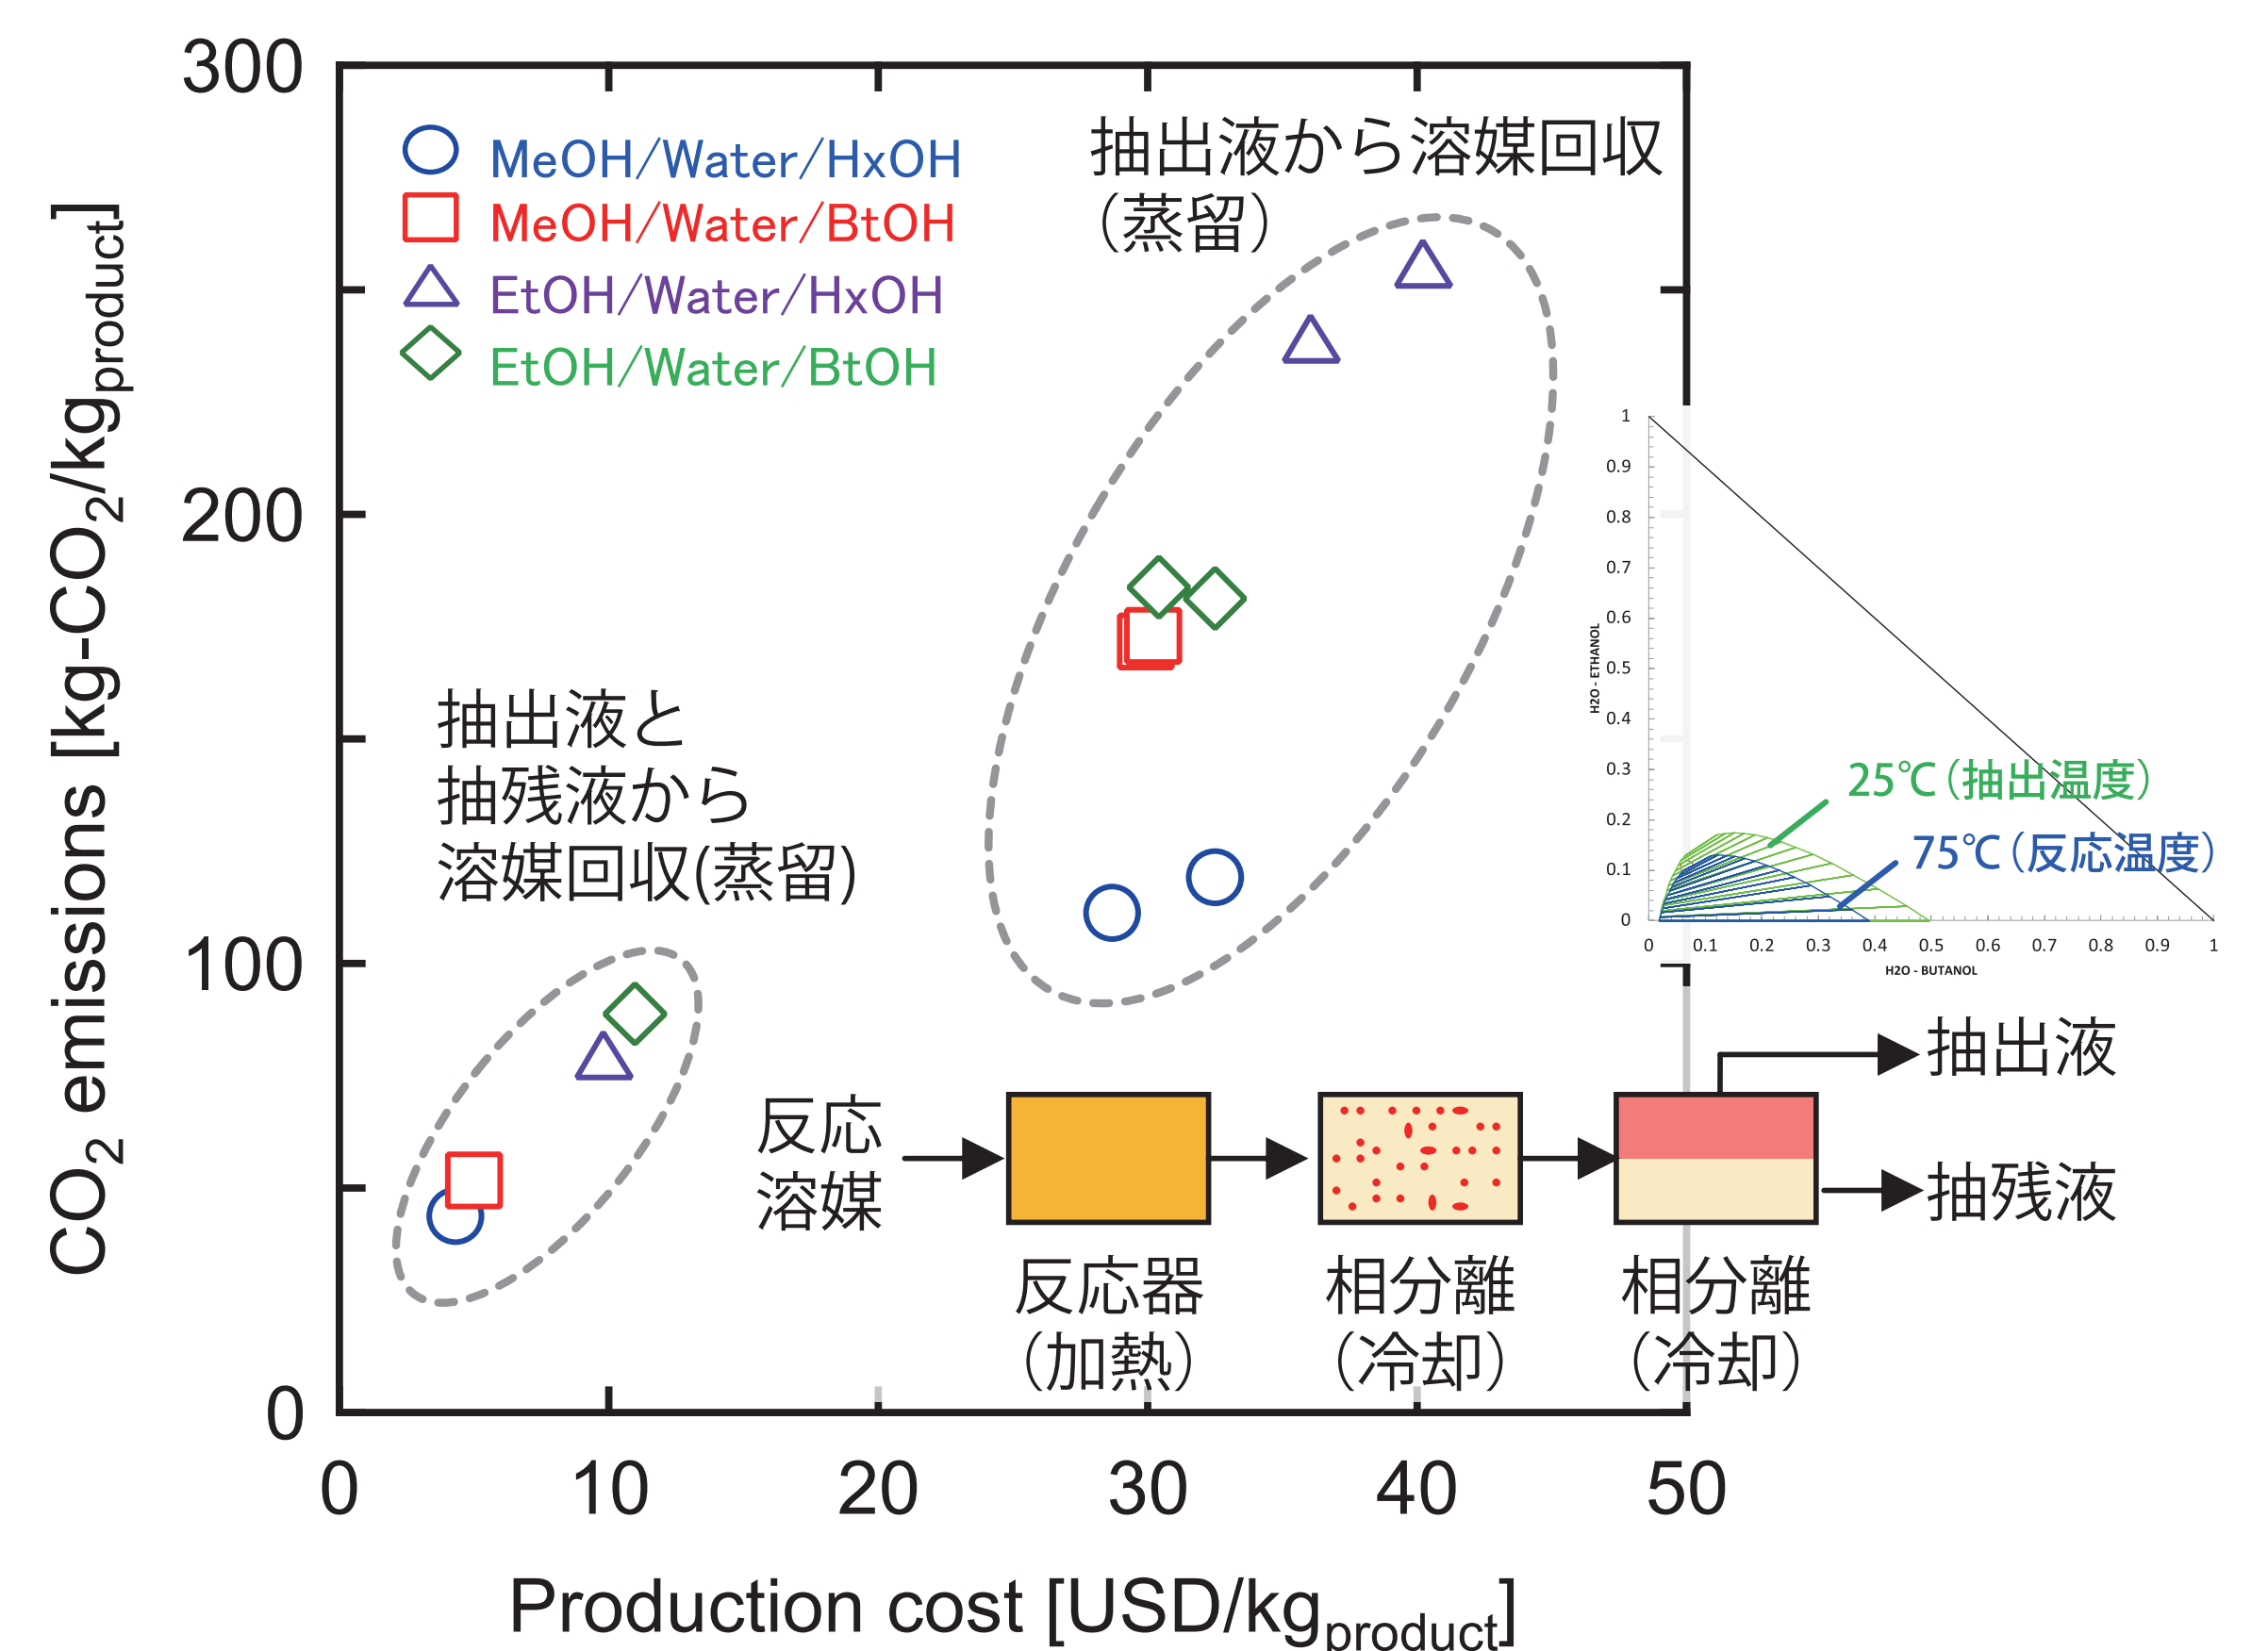 300
200
100
0
CO2 emissions [kg-CO2/kgproduct]
MeOH/Water/HxOH
MeOH/Water/BtOH
EtOH/Water/HxOH
EtOH/Water/BtOH
抽出液から溶媒回収
（蒸留）
抽出液と
抽残液から
溶媒回収(蒸留)
1
0.9
0.8
0.7
0.6
0.5
0.4
0.3
0.2
0.1
0
H2O - ETHANOL
25℃（抽出温度）
75℃（反応温度）
0 0.1 0.2 0.3 0.4 0.5 0.6 0.7 0.8 0.9 1
H2O - BUTANOL
反応
溶媒
抽出液
抽残液
反応器
（加熱）
相分離
（冷却）
相分離
（冷却）
0 10 20 30 40 50
Production cost [USD/kgproduct]